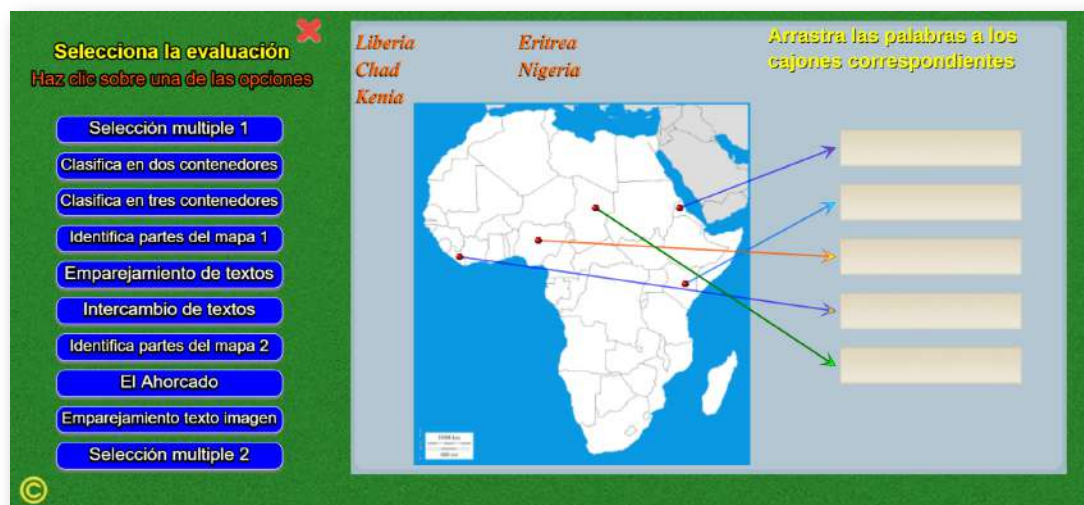 Selecciona la evaluación
Haz clic sobre una de las opciones
Selección multiple 1
Clasifica en dos contenedores
Clasifica en tres contenedores
Identifica partes del mapa 1
Emparejamiento de textos
Intercambio de textos
Identifica partes del mapa 2
El Ahorcado
Emparejamiento texto imagen
Selección multiple 2
©
Liberia
Eritrea
Chad
Nigeria
Kenia
Arrastra las palabras a los
cajones correspondientes